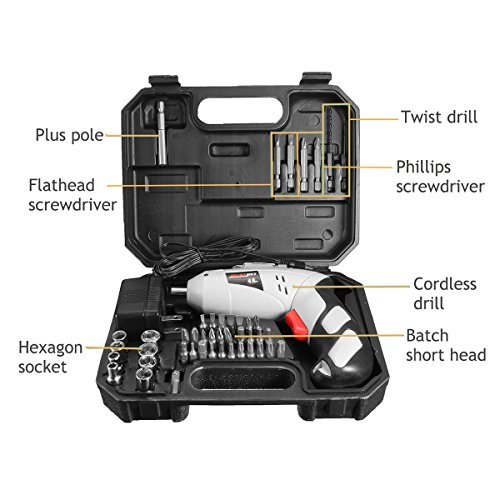 Plus pole
Flathead
screwdriver
Twist drill
Phillips
screwdriver
Cordless
drill
Hexagon
socket
Batch
short head